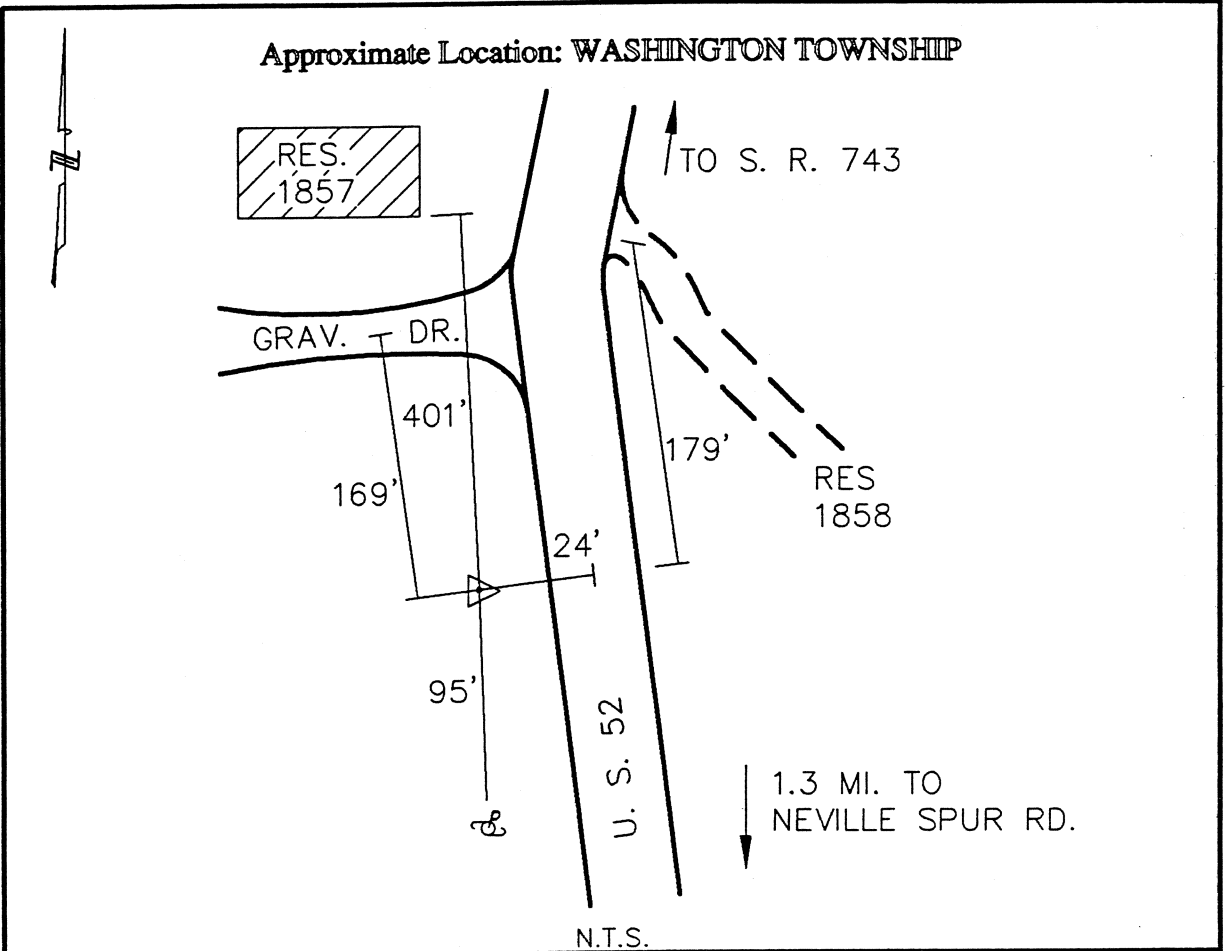 Approximate Location: WASHINGTON TOWNSHIP
N
RES.
1857
TO S. R. 743
GRAV. DR.
401'
179'
169'
RES
1858
24'
95'
U. S. 52
1.3 MI. TO
NEVILLE SPUR RD.
N.T.S.